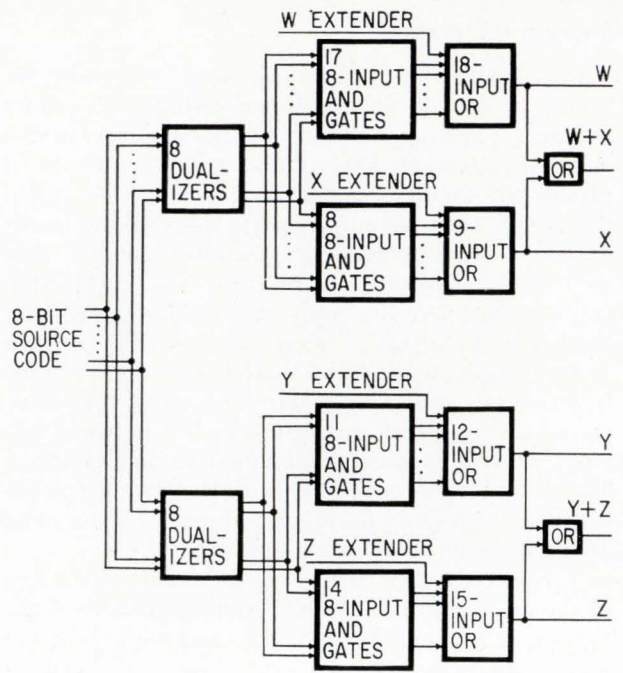 W EXTENDER
17
8-INPUT
AND
GATES
18-
INPUT
OR
W
8
DUAL-
IZERS
W+X
OR
X EXTENDER
8
8-INPUT
AND
GATES
9-
INPUT
OR
X
8-BIT
SOURCE
CODE
Y EXTENDER
11
8-INPUT
AND
GATES
12-
INPUT
OR
Y
8
DUAL-
IZERS
Y+Z
OR
Z EXTENDER
14
8-INPUT
AND
GATES
15-
INPUT
OR
Z